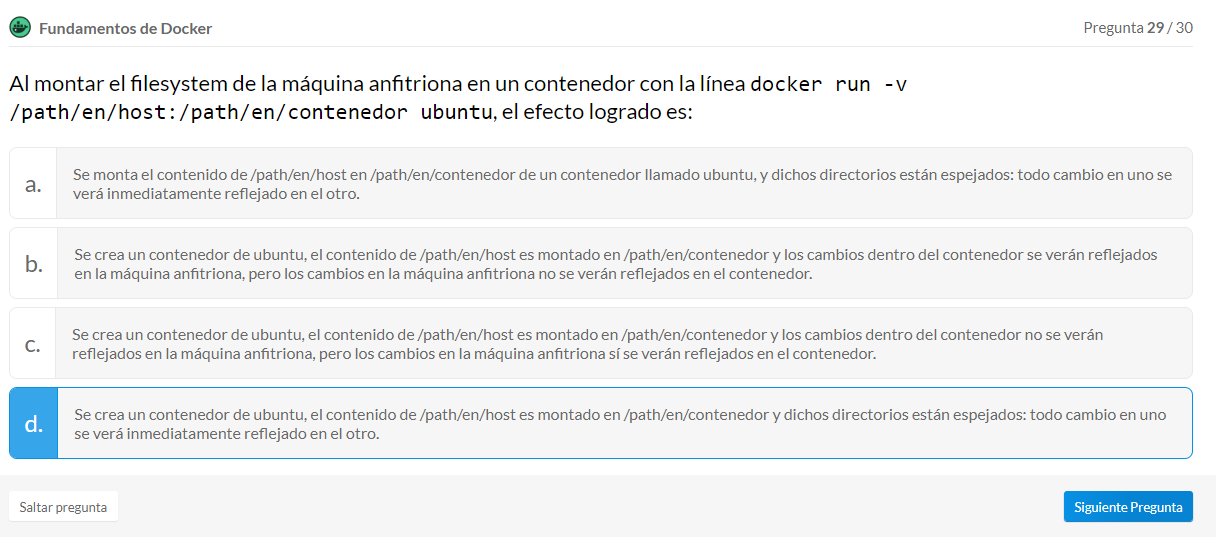 Fundamentos de Docker
Pregunta 29 / 30
Al montar el filesystem de la máquina anfitriona en un contenedor con la línea docker run -v
/path/en/host:/path/en/contenedor ubuntu, el efecto logrado es:
a.
Se monta el contenido de /path/en/host en /path/en/contenedor de un contenedor llamado ubuntu, y dichos directorios están espejados: todo cambio en uno se
verá inmediatamente reflejado en el otro.
b.
Se crea un contenedor de ubuntu, el contenido de /path/en/host es montado en /path/en/contenedor y los cambios dentro del contenedor se verán reflejados
en la máquina anfitriona, pero los cambios en la máquina anfitriona no se verán reflejados en el contenedor.
c.
Se crea un contenedor de ubuntu, el contenido de /path/en/host es montado en /path/en/contenedor y los cambios dentro del contenedor no se verán
reflejados en la máquina anfitriona, pero los cambios en la máquina anfitriona sí se verán reflejados en el contenedor.
d.
Se crea un contenedor de ubuntu, el contenido de /path/en/host es montado en /path/en/contenedor y dichos directorios están espejados: todo cambio en uno
se verá inmediatamente reflejado en el otro.
Saltar pregunta
Siguiente Pregunta